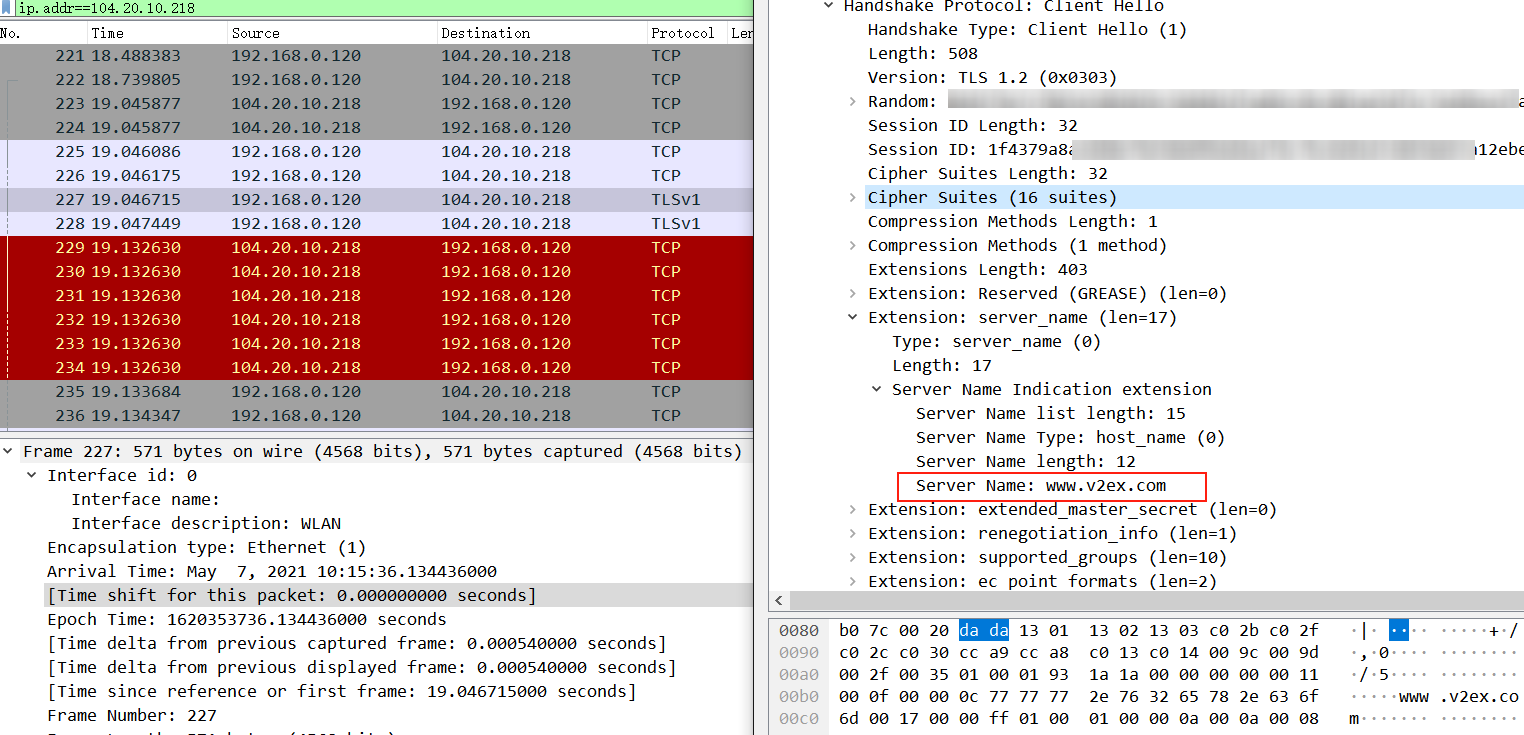 ip.addr==104.20.10.218
No. Time Source Destination Protocol Len
221 18.488383 192.168.0.120 104.20.10.218 TCP
222 18.739805 192.168.0.120 104.20.10.218 TCP
223 19.045877 104.20.10.218 192.168.0.120 TCP
224 19.045877 104.20.10.218 192.168.0.120 TCP
225 19.046086 192.168.0.120 104.20.10.218 TCP
226 19.046175 192.168.0.120 104.20.10.218 TCP
227 19.046715 192.168.0.120 104.20.10.218 TLSv1
228 19.047449 192.168.0.120 104.20.10.218 TLSv1
229 19.132630 104.20.10.218 192.168.0.120 TCP
230 19.132630 104.20.10.218 192.168.0.120 TCP
231 19.132630 104.20.10.218 192.168.0.120 TCP
232 19.132630 104.20.10.218 192.168.0.120 TCP
233 19.132630 104.20.10.218 192.168.0.120 TCP
234 19.132630 104.20.10.218 192.168.0.120 TCP
235 19.133684 192.168.0.120 104.20.10.218 TCP
236 19.134347 192.168.0.120 104.20.10.218 TCP
Frame 227: 571 bytes on wire (4568 bits), 571 bytes captured (4568 bits)
Interface id: 0
Interface name:
Interface description: WLAN
Encapsulation type: Ethernet (1)
Arrival Time: May  7, 2021 10:15:36.134436000
[Time shift for this packet: 0.000000000 seconds]
Epoch Time: 1620353736.134436000 seconds
[Time delta from previous captured frame: 0.000540000 seconds]
[Time delta from previous displayed frame: 0.000540000 seconds]
[Time since reference or first frame: 19.046715000 seconds]
Frame Number: 227
Handshake Protocol: Client Hello
Handshake Type: Client Hello (1)
Length: 508
Version: TLS 1.2 (0x0303)
Random:
Session ID Length: 32
Session ID: 1f4379a8a a12ebe
Cipher Suites Length: 32
Cipher Suites (16 suites)
Compression Methods Length: 1
Compression Methods (1 method)
Extensions Length: 403
Extension: Reserved (GREASE) (len=0)
Extension: server_name (len=17)
Type: server_name (0)
Length: 17
Server Name Indication extension
Server Name list length: 15
Server Name Type: host_name (0)
Server Name length: 12
Server Name: www.v2ex.com
Extension: extended_master_secret (len=0)
Extension: renegotiation_info (len=1)
Extension: supported_groups (len=10)
Extension: ec_point_formats (len=2)
0080 b0 7c 00 20 da da 13 01 13 02 13 03 c0 2b c0 2f ·|· ·· ·· ·····+·/
0090 c0 2c c0 30 cc a9 cc a8 c0 13 c0 14 00 9c 00 9d ·,·0···· ········
00a0 00 2f 00 35 01 00 01 93 1a 1a 00 00 00 00 00 11 ·/·5···· ········
00b0 00 0f 00 00 0c 77 77 77 2e 76 32 65 78 2e 63 6f ·····www .v2ex.co
00c0 6d 00 17 00 00 ff 01 00 01 00 00 0a 00 0a 00 08 m······· ········